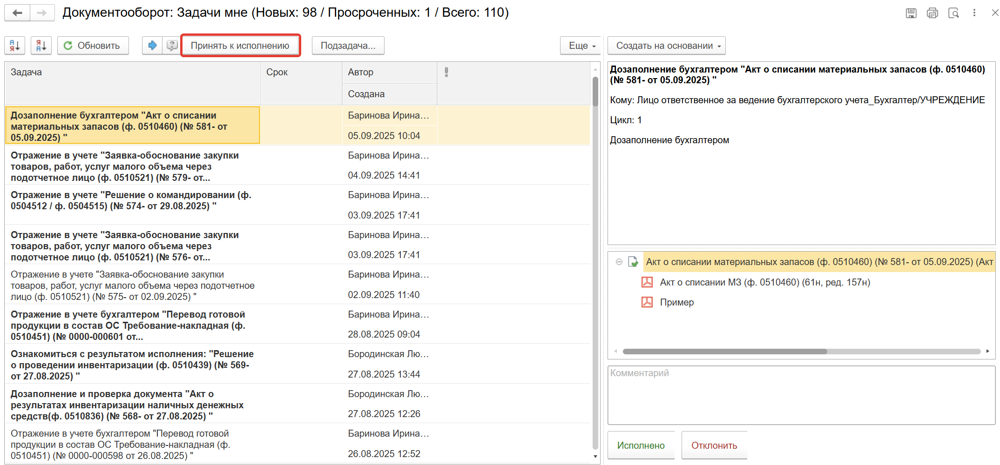 Документооборот: Задачи мне (Новых: 98 / Просроченных: 1 / Всего: 110)
Обновить
Принять к исполнению
Подзадача...
Еще
Создать на основании
Задача
Срок
Автор
Создана
Дозаполнение бухгалтером "Акт о списании
материальных запасов (ф. 0510460) (№ 581- от
05.09.2025) "
Баринова Ирина…
05.09.2025 10:04
Отражение в учете "Заявка-обоснование закупки
товаров, работ, услуг малого объема через
подотчетное лицо (ф. 0510521) (№ 579- от...
Баринова Ирина…
04.09.2025 14:41
Отражение в учете "Решение о командировании (ф.
0504512 / ф. 0504515) (№ 574- от 29.08.2025) "
Баринова Ирина…
03.09.2025 17:41
Отражение в учете "Заявка-обоснование закупки
товаров, работ, услуг малого объема через
подотчетное лицо (ф. 0510521) (№ 576- от...
Баринова Ирина…
03.09.2025 17:41
Отражение в учете "Заявка-обоснование закупки
товаров, работ, услуг малого объема через подотчетное
лицо (ф. 0510521) (№ 575- от 02.09.2025) "
Баринова Ирина…
02.09.2025 11:40
Отражение в учете бухгалтером "Перевод готовой
продукции в состав ОС Требование-накладная (ф.
0510451) (№ 0000-000601 от...
Баринова Ирина…
28.08.2025 09:04
Ознакомиться с результатом исполнения: "Решение
о проведении инвентаризации (ф. 0510439) (№ 569-
от 27.08.2025) "
Бородинская Лю…
27.08.2025 13:44
Дозаполнение и проверка документа "Акт о
результатах инвентаризации наличных денежных
средств(ф. 0510836) (№ 568- от 27.08.2025) "
Бородинская Лю…
27.08.2025 12:26
Отражение в учете бухгалтером "Перевод готовой
продукции в состав ОС Требование-накладная (ф.
0510451) (№ 0000-000598 от 26.08.2025) "
Баринова Ирина…
26.08.2025 12:52
Дозаполнение бухгалтером "Акт о списании материальных запасов (ф. 0510460)
(№ 581- от 05.09.2025) "
Кому: Лицо ответственное за ведение бухгалтерского учета_Бухгалтер/УЧРЕЖДЕНИЕ
Цикл: 1
Дозаполнение бухгалтером
Акт о списании материальных запасов (ф. 0510460) (№ 581- от 05.09.2025) (Акт
Акт о списании МЗ (ф. 0510460) (61н, ред. 157н)
Пример
Комментарий
Исполнено
Отклонить